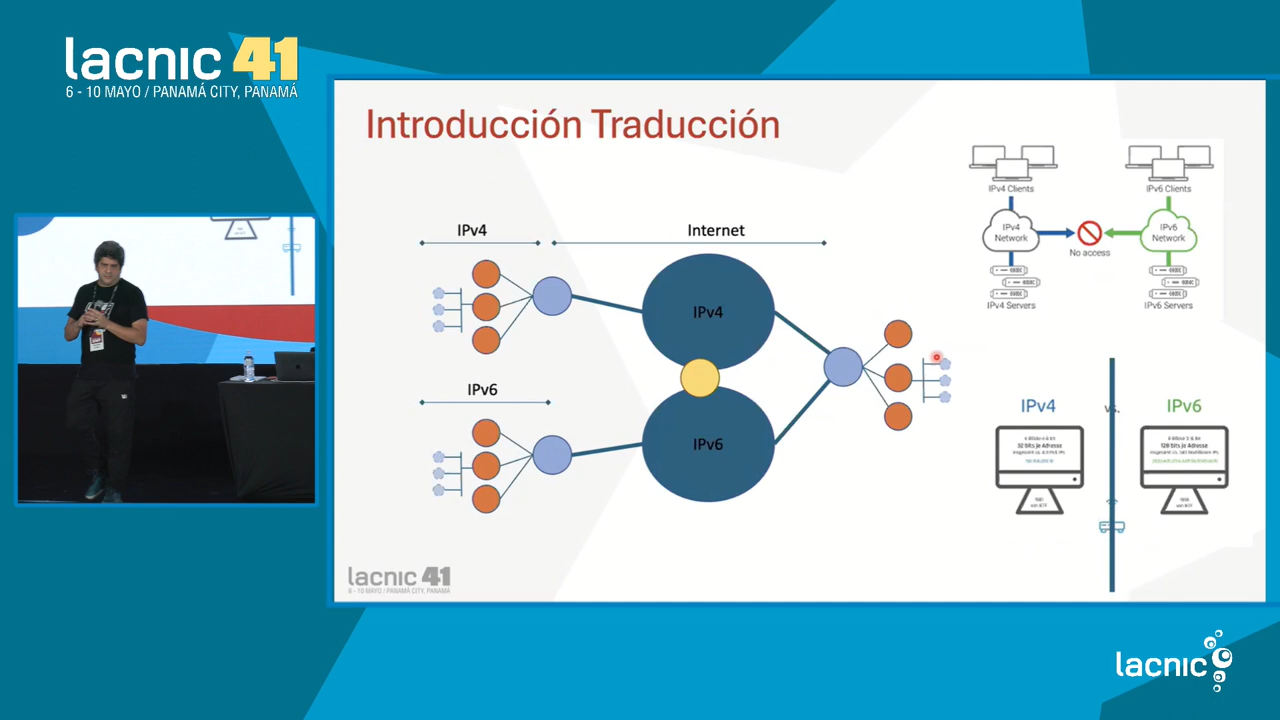 lacnic 41
6 - 10 MAYO / PANAMÁ CITY, PANAMÁ
Introducción Traducción
IPv4
Internet
IPv4
IPv6
IPv6
IPv4 Clients
IPv6 Clients
IPv4
Network
No access
IPv6
Network
IPv4 Servers
IPv6 Servers
IPv4
vs.
IPv6
32 bits je Adresse
128 bits je Adresse
lacnic 41
6 - 10 MAYO / PANAMÁ CITY, PANAMÁ
lacnic